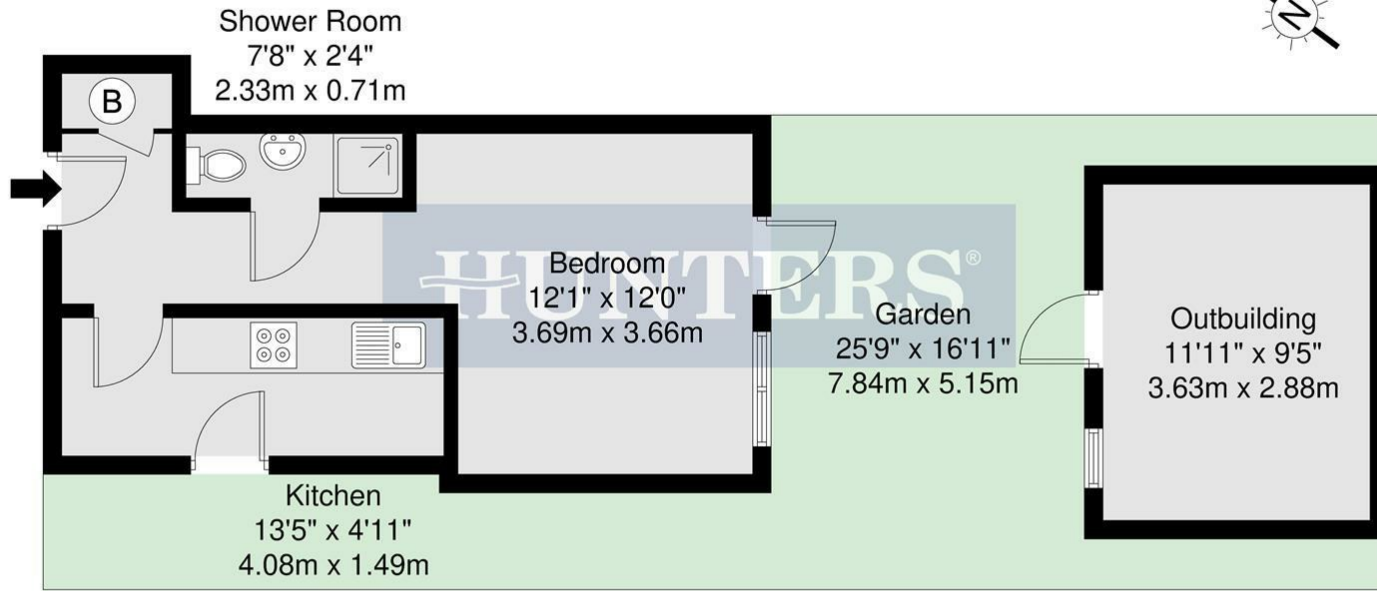 Shower Room
7'8" x 2'4"
2.33m x 0.71m
N
B
HUNTERS®
Bedroom
12'1" x 12'0"
3.69m x 3.66m
Garden
25'9" x 16'11"
7.84m x 5.15m
Outbuilding
11'11" x 9'5"
3.63m x 2.88m
Kitchen
13'5" x 4'11"
4.08m x 1.49m